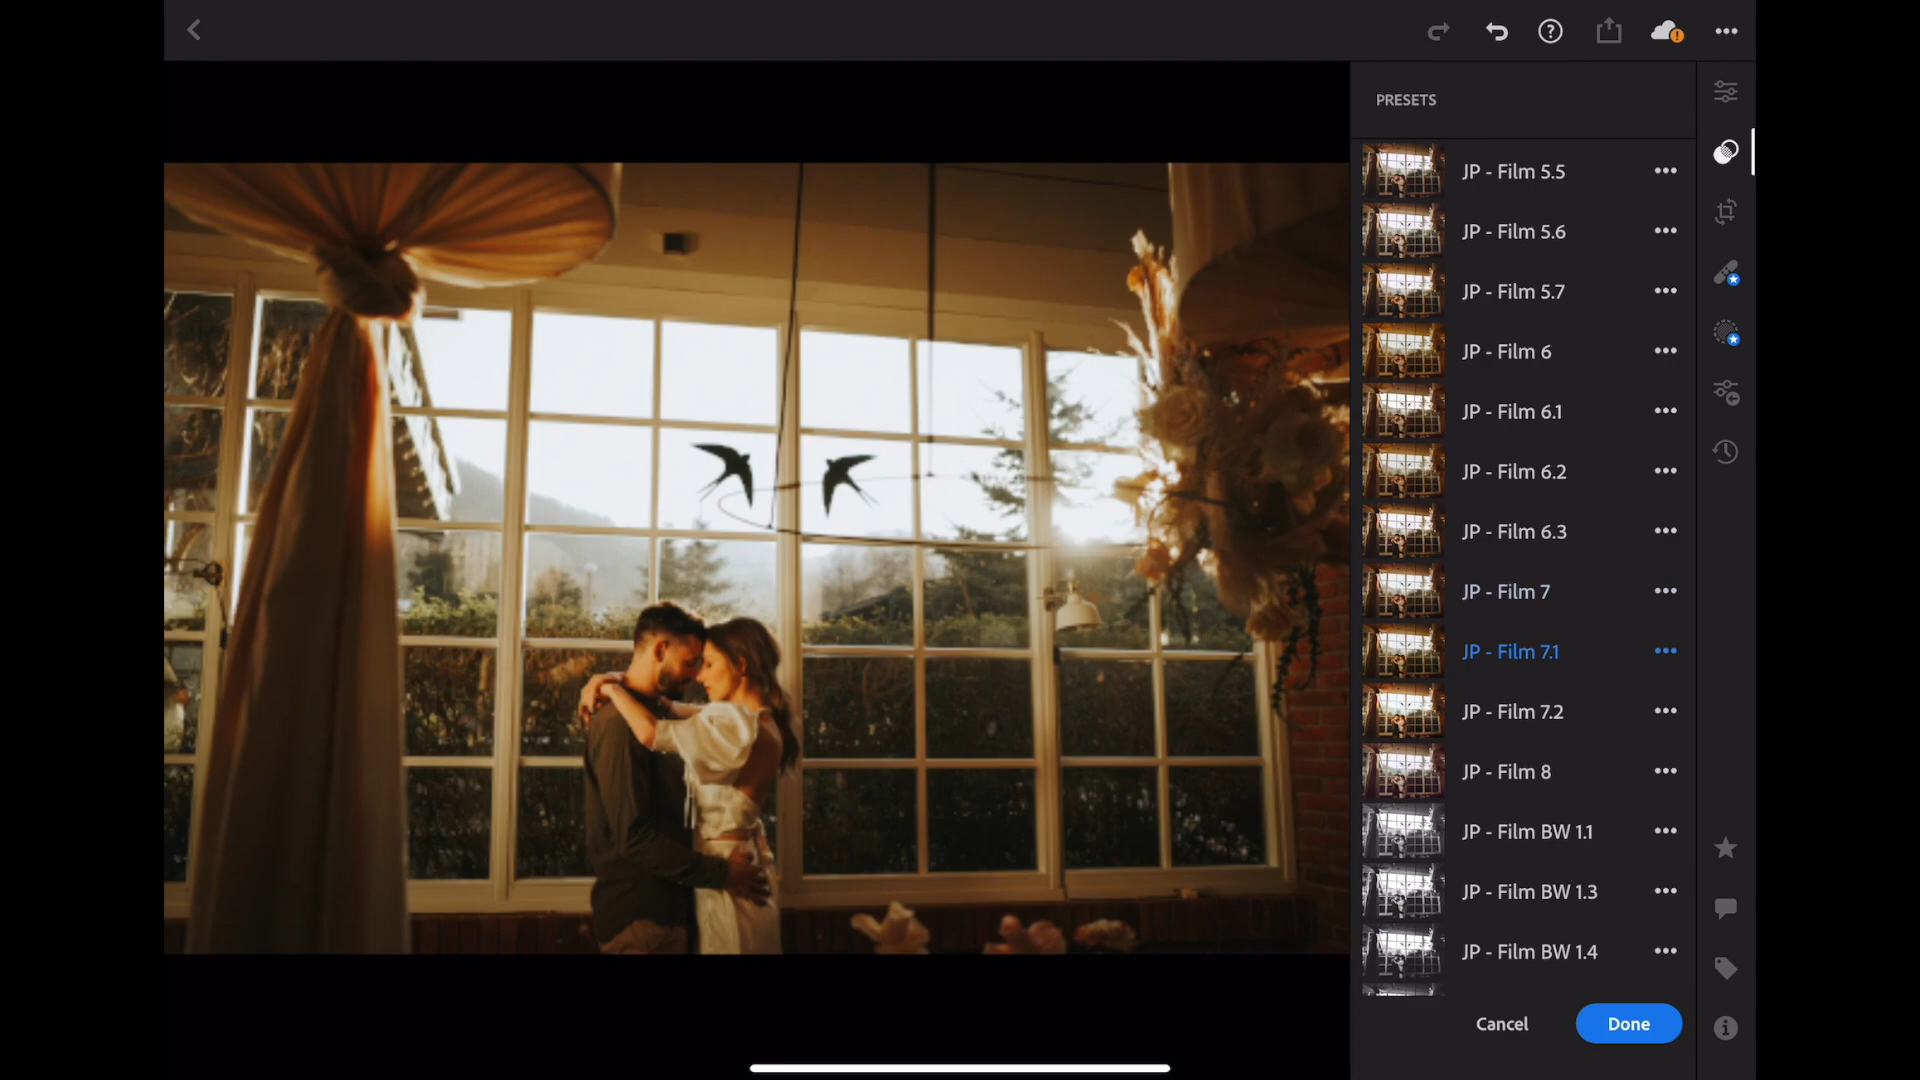 PRESETS
JP - Film 5.5
JP - Film 5.6
JP - Film 5.7
JP - Film 6
JP - Film 6.1
JP - Film 6.2
JP - Film 6.3
JP - Film 7
JP - Film 7.1
JP - Film 7.2
JP - Film 8
JP - Film BW 1.1
JP - Film BW 1.3
JP - Film BW 1.4
Cancel
Done